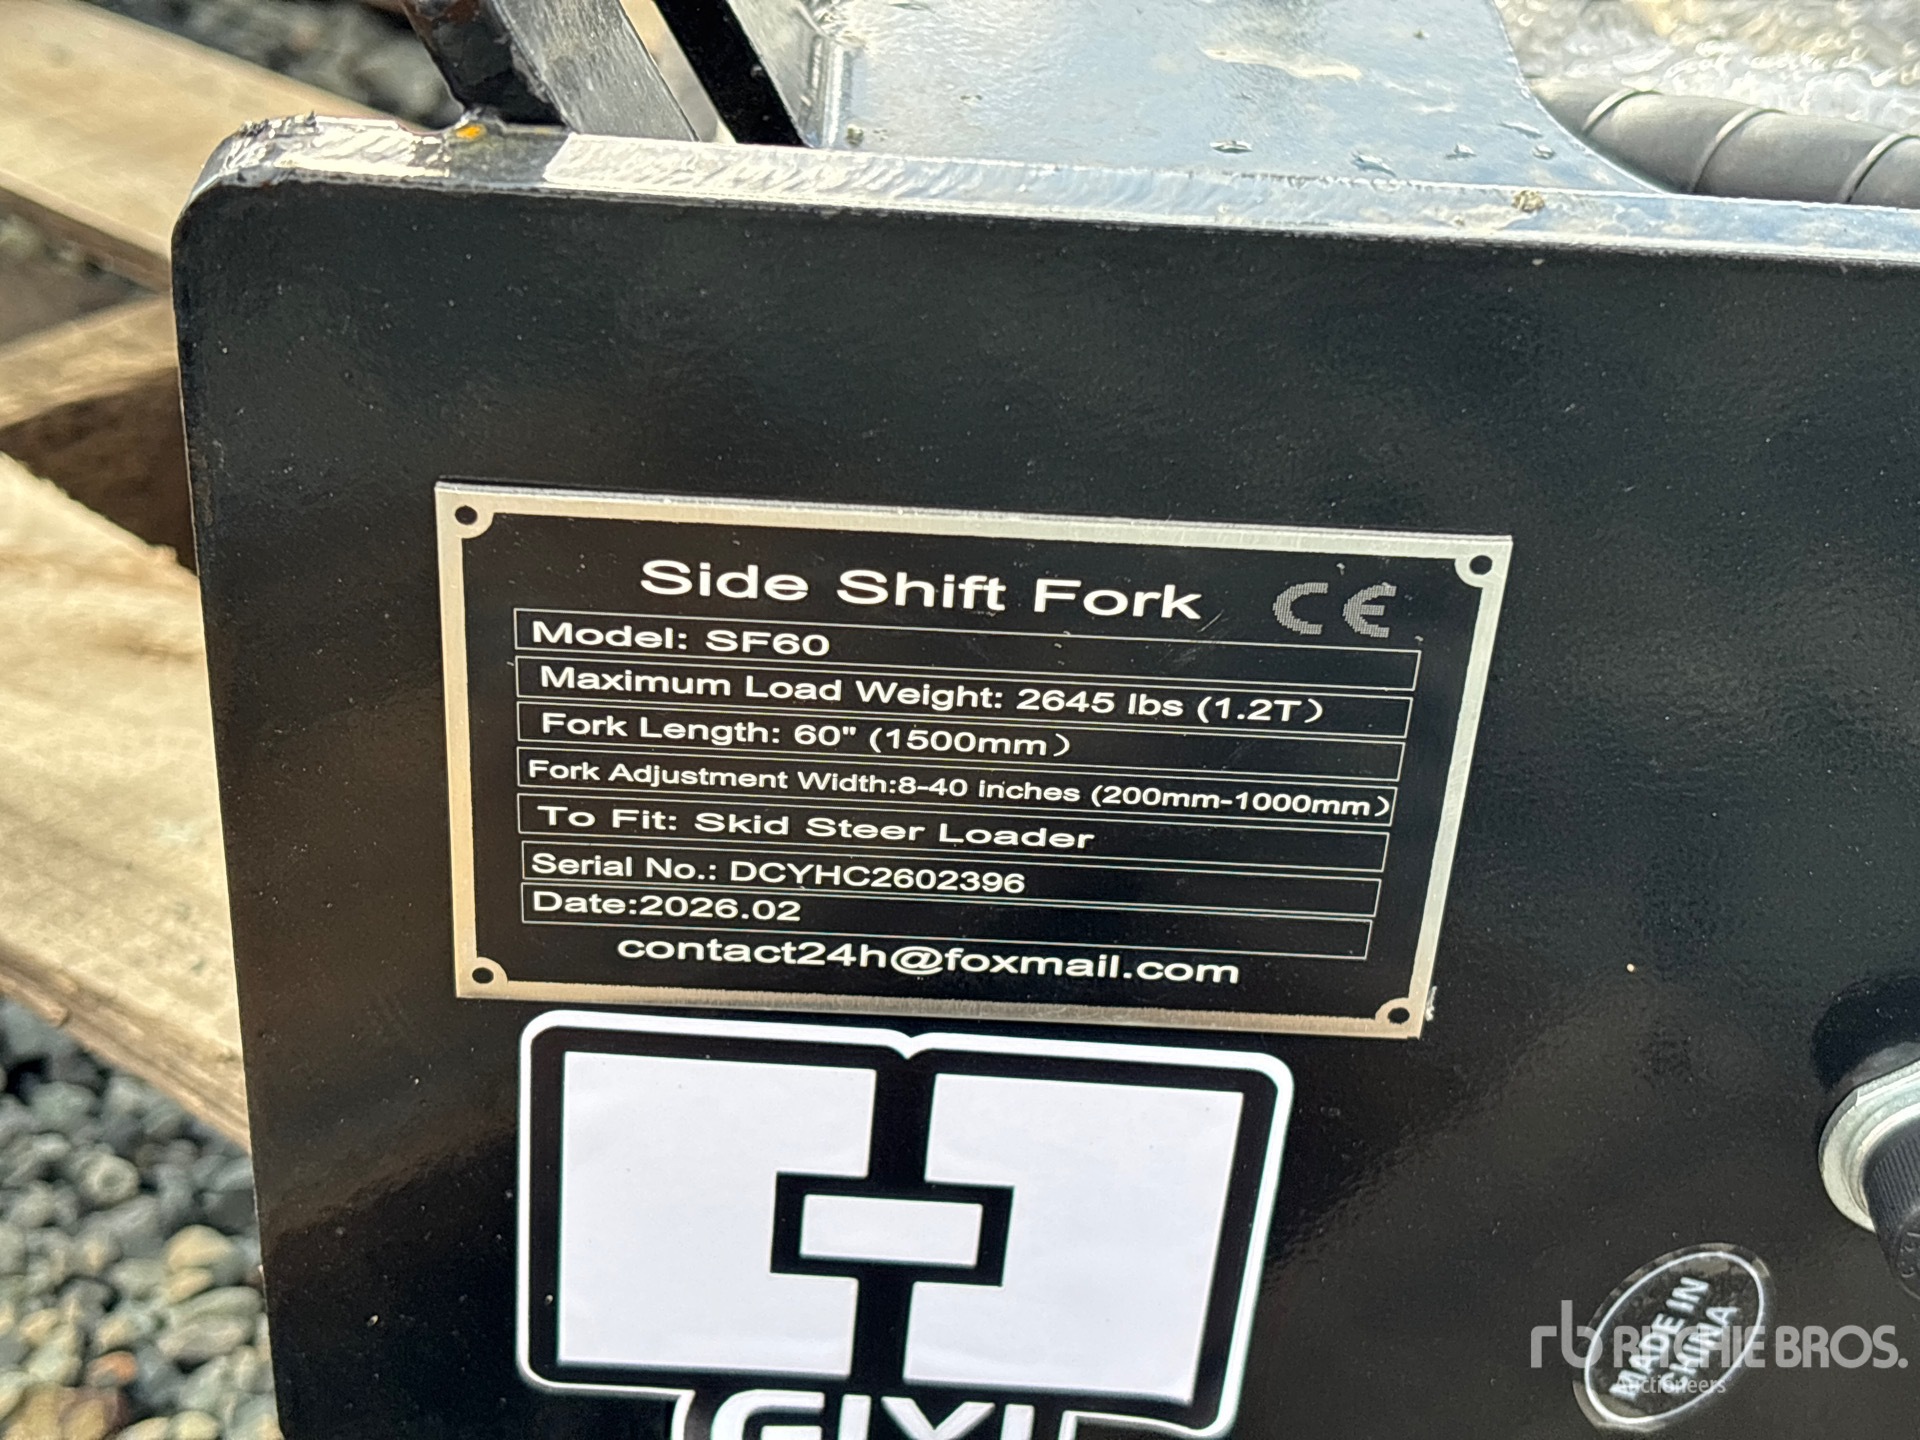 Side Shift Fork CE
Model: SF60
Maximum Load Weight: 2645 lbs (1.2T）
Fork Length: 60" (1500mm）
Fork Adjustment Width:8-40 inches (200mm-1000mm）
To Fit: Skid Steer Loader
Serial No.: DCYHC2602396
Date:2026.02
contact24h@foxmail.com
MADE IN
CHINA
rb RITCHIE BROS.
Auctioneers